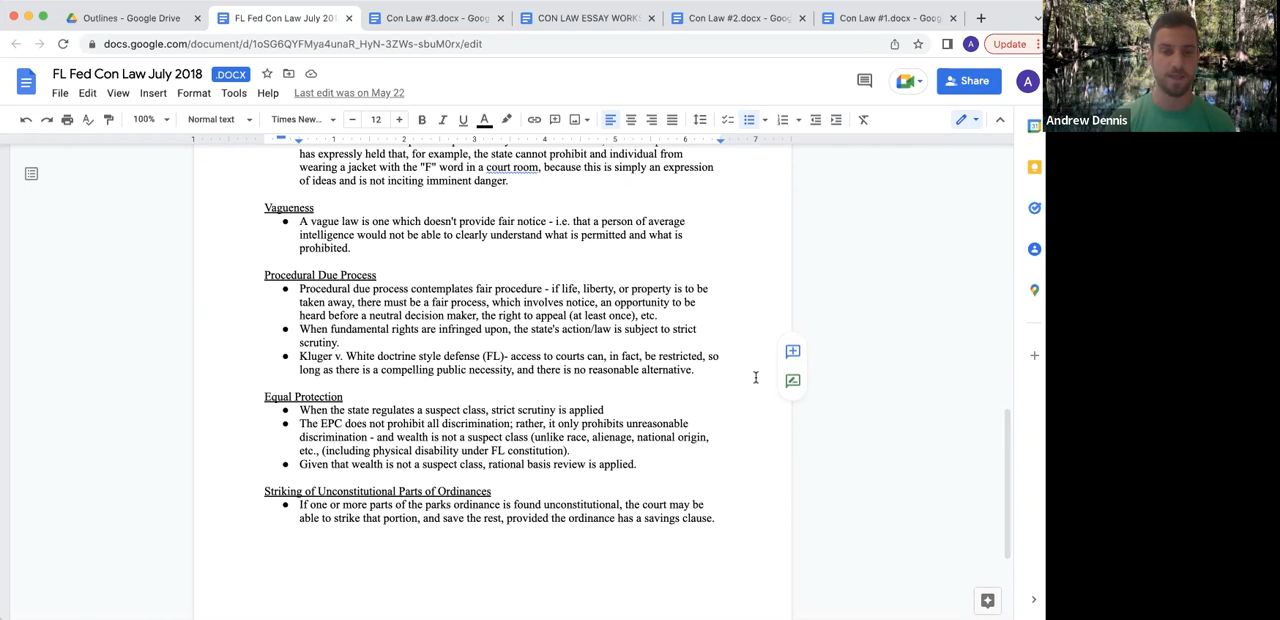 Outlines - Google Drive
FL Fed Con Law July 201
Con Law #3.docx - Goog
CON LAW ESSAY WORK
Con Law #2.docx - Goog
Con Law #1.docx - Goog
docs.google.com/document/d/1oSG6QYFMya4unaR_HyN-3ZWs-sbuM0rx/edit
A
Update
FL Fed Con Law July 2018
.DOCX
File Edit View Insert Format Tools Help Last edit was on May 22
Share
A
100%
Normal text
Times New...
12
Andrew Dennis
1 1 2 3 4 5 6 7
has expressly held that, for example, the state cannot prohibit and individual from
wearing a jacket with the "F" word in a court room, because this is simply an expression
of ideas and is not inciting imminent danger.
Vagueness
● A vague law is one which doesn't provide fair notice - i.e. that a person of average
intelligence would not be able to clearly understand what is permitted and what is
prohibited.
Procedural Due Process
● Procedural due process contemplates fair procedure - if life, liberty, or property is to be
taken away, there must be a fair process, which involves notice, an opportunity to be
heard before a neutral decision maker, the right to appeal (at least once), etc.
● When fundamental rights are infringed upon, the state's action/law is subject to strict
scrutiny.
● Kluger v. White doctrine style defense (FL)- access to courts can, in fact, be restricted, so
long as there is a compelling public necessity, and there is no reasonable alternative.
Equal Protection
● When the state regulates a suspect class, strict scrutiny is applied
● The EPC does not prohibit all discrimination; rather, it only prohibits unreasonable
discrimination - and wealth is not a suspect class (unlike race, alienage, national origin,
etc., (including physical disability under FL constitution).
● Given that wealth is not a suspect class, rational basis review is applied.
Striking of Unconstitutional Parts of Ordinances
● If one or more parts of the parks ordinance is found unconstitutional, the court may be
able to strike that portion, and save the rest, provided the ordinance has a savings clause.